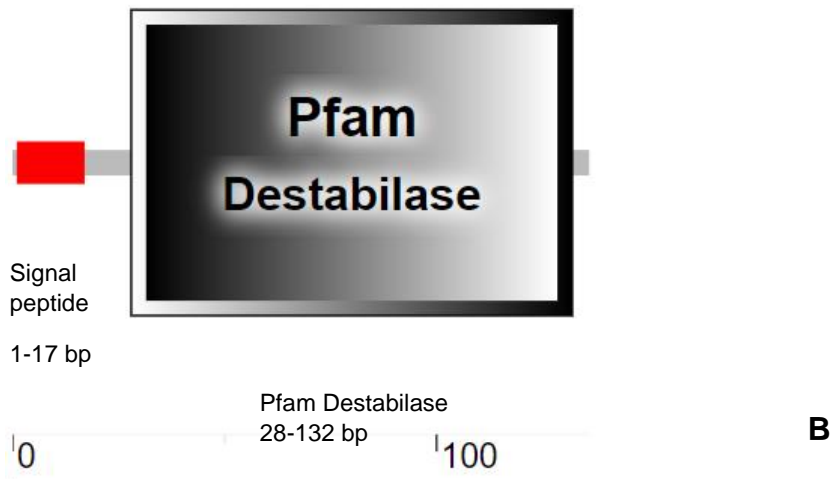 Pfam
Destabilase
Signal
peptide
1-17 bp
Pfam Destabilase
28-132 bp
B
0
100